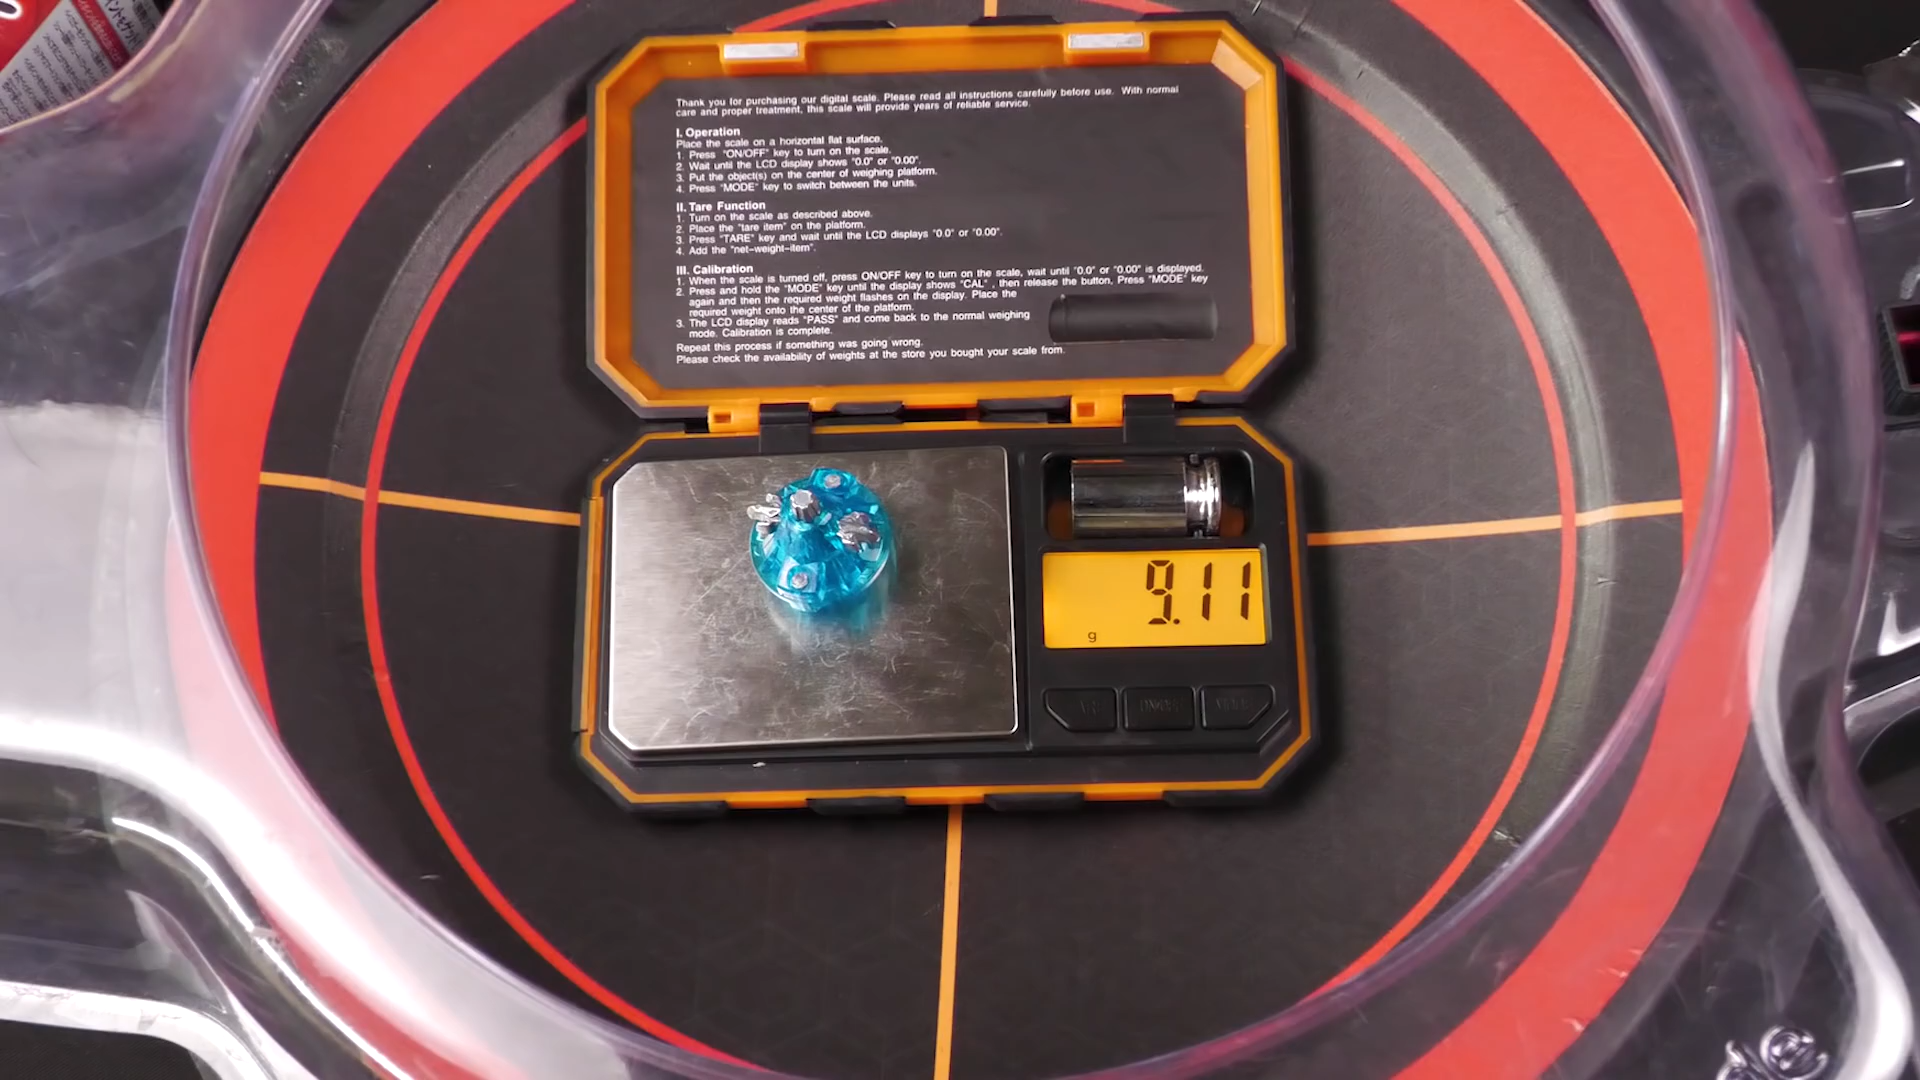 Thank you for purchasing our digital scale. Please read all instructions carefully before use. With normal
care and proper treatment, this scale will provide years of reliable service.
I. Operation
Place the scale on a horizontal flat surface.
1. Press "ON/OFF" key to turn on the scale.
2. Wait until the LCD display shows "0.0" or "0.00".
3. Put the object(s) on the center of weighing platform.
4. Press "MODE" key to switch between the units.
II. Tare Function
1. Turn on the scale as described above.
2. Place the "tare item" on the platform.
3. Press "TARE" key and wait until the LCD displays "0.0" or "0.00".
4. Add the "net-weight-item".
III. Calibration
1. When the scale is turned off, press ON/OFF key to turn on the scale, wait until "0.0" or "0.00" is displayed.
2. Press and hold the "MODE" key until the display shows "CAL" , then release the button, Press "MODE" key
again and then the required weight flashes on the display. Place the
required weight onto the center of the platform.
3. The LCD display reads "PASS" and come back to the normal weighing
mode. Calibration is complete.
Repeat this process if something was going wrong.
Please check the availability of weights at the store you bought your scale from.
9.11
g